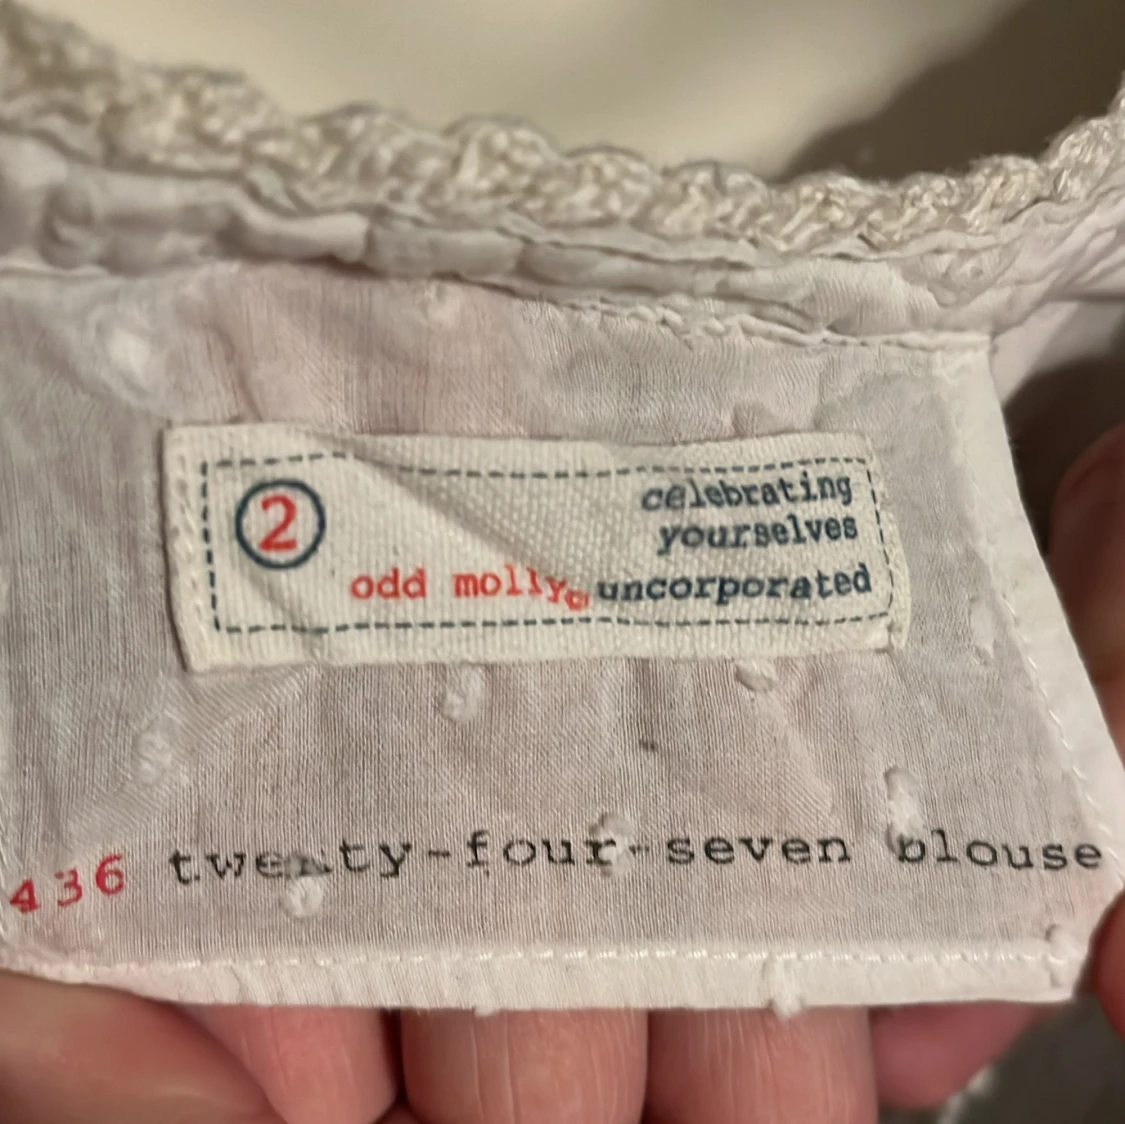 2
celebrating
yourselves
odd molly© uncorporated
436 twenty-four-seven blouse